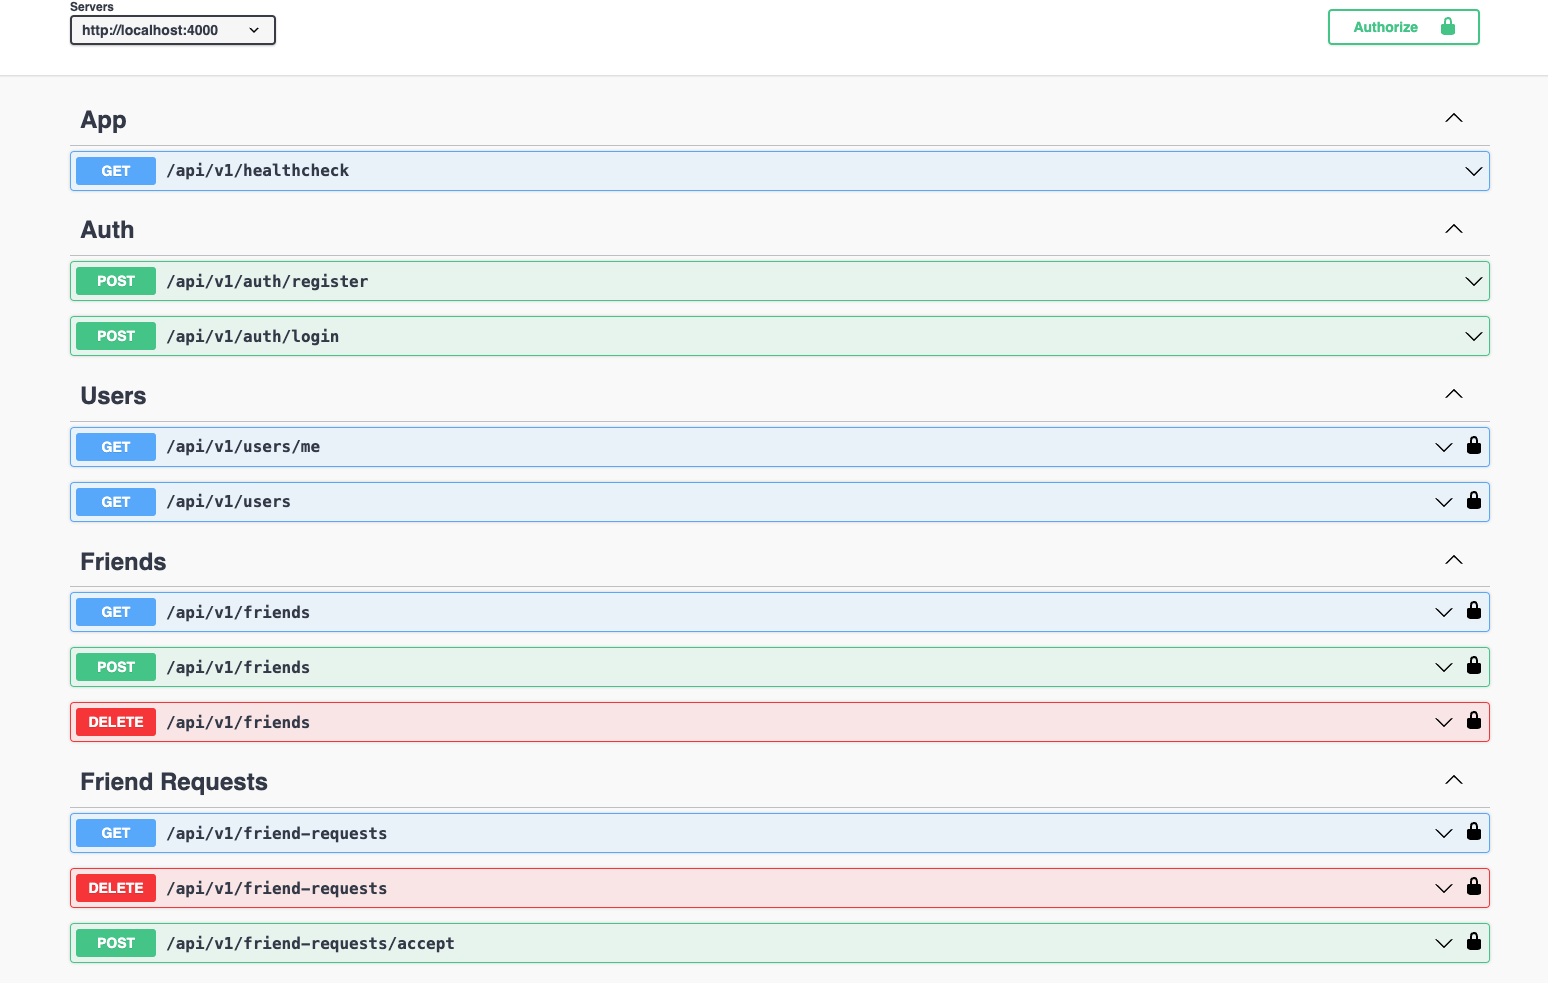 Servers
http://localhost:4000
Authorize
App
GET /api/v1/healthcheck
Auth
POST /api/v1/auth/register
POST /api/v1/auth/login
Users
GET /api/v1/users/me
GET /api/v1/users
Friends
GET /api/v1/friends
POST /api/v1/friends
DELETE /api/v1/friends
Friend Requests
GET /api/v1/friend-requests
DELETE /api/v1/friend-requests
POST /api/v1/friend-requests/accept